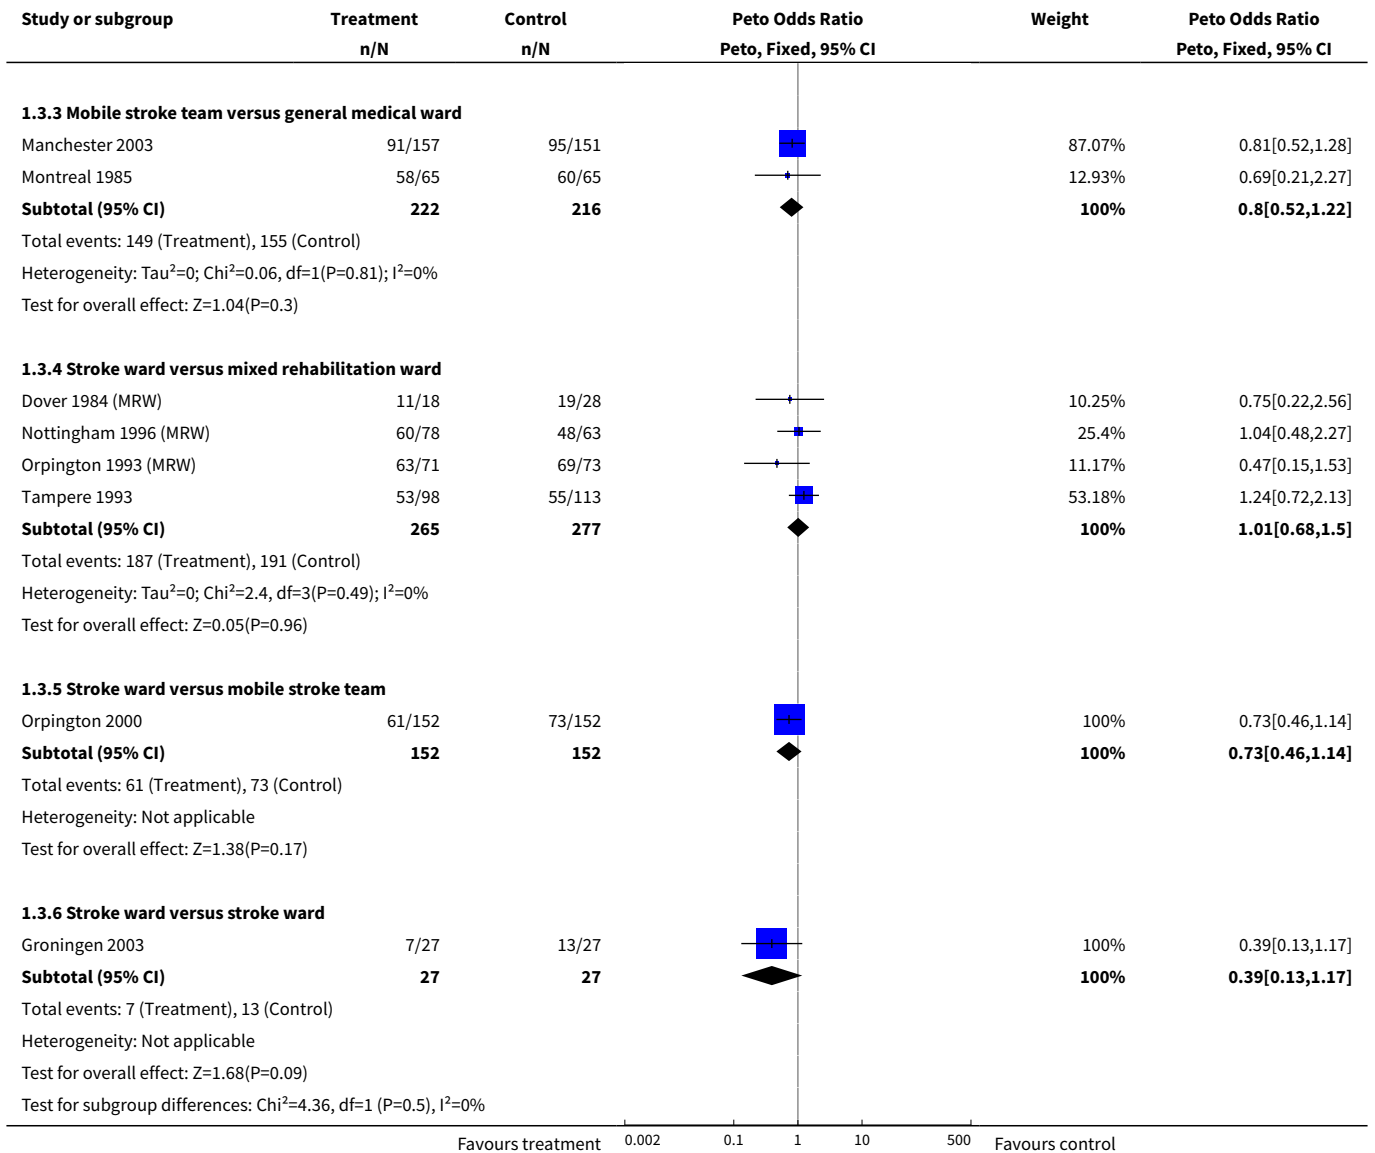 Study or subgroup Treatment Control Peto Odds Ratio Weight Peto Odds Ratio
n/N n/N Peto, Fixed, 95% CI Peto, Fixed, 95% CI
1.3.3 Mobile stroke team versus general medical ward
Manchester 2003 91/157 95/151 87.07% 0.81[0.52,1.28]
Montreal 1985 58/65 60/65 12.93% 0.69[0.21,2.27]
Subtotal (95% CI) 222 216 100% 0.8[0.52,1.22]
Total events: 149 (Treatment), 155 (Control)
Heterogeneity: Tau²=0; Chi²=0.06, df=1(P=0.81); I²=0%
Test for overall effect: Z=1.04(P=0.3)
1.3.4 Stroke ward versus mixed rehabilitation ward
Dover 1984 (MRW) 11/18 19/28 10.25% 0.75[0.22,2.56]
Nottingham 1996 (MRW) 60/78 48/63 25.4% 1.04[0.48,2.27]
Orpington 1993 (MRW) 63/71 69/73 11.17% 0.47[0.15,1.53]
Tampere 1993 53/98 55/113 53.18% 1.24[0.72,2.13]
Subtotal (95% CI) 265 277 100% 1.01[0.68,1.5]
Total events: 187 (Treatment), 191 (Control)
Heterogeneity: Tau²=0; Chi²=2.4, df=3(P=0.49); I²=0%
Test for overall effect: Z=0.05(P=0.96)
1.3.5 Stroke ward versus mobile stroke team
Orpington 2000 61/152 73/152 100% 0.73[0.46,1.14]
Subtotal (95% CI) 152 152 100% 0.73[0.46,1.14]
Total events: 61 (Treatment), 73 (Control)
Heterogeneity: Not applicable
Test for overall effect: Z=1.38(P=0.17)
1.3.6 Stroke ward versus stroke ward
Groningen 2003 7/27 13/27 100% 0.39[0.13,1.17]
Subtotal (95% CI) 27 27 100% 0.39[0.13,1.17]
Total events: 7 (Treatment), 13 (Control)
Heterogeneity: Not applicable
Test for overall effect: Z=1.68(P=0.09)
Test for subgroup differences: Chi²=4.36, df=1 (P=0.5), I²=0%
Favours treatment 0.002 0.1 1 10 500 Favours control